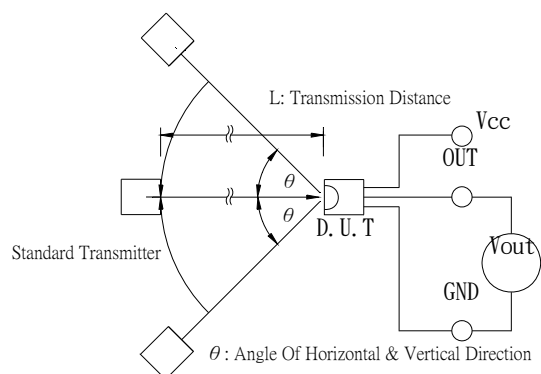 L: Transmission Distance
Vcc
OUT
θ
θ
D.U.T
Standard Transmitter
Vout
GND
θ: Angle Of Horizontal & Vertical Direction